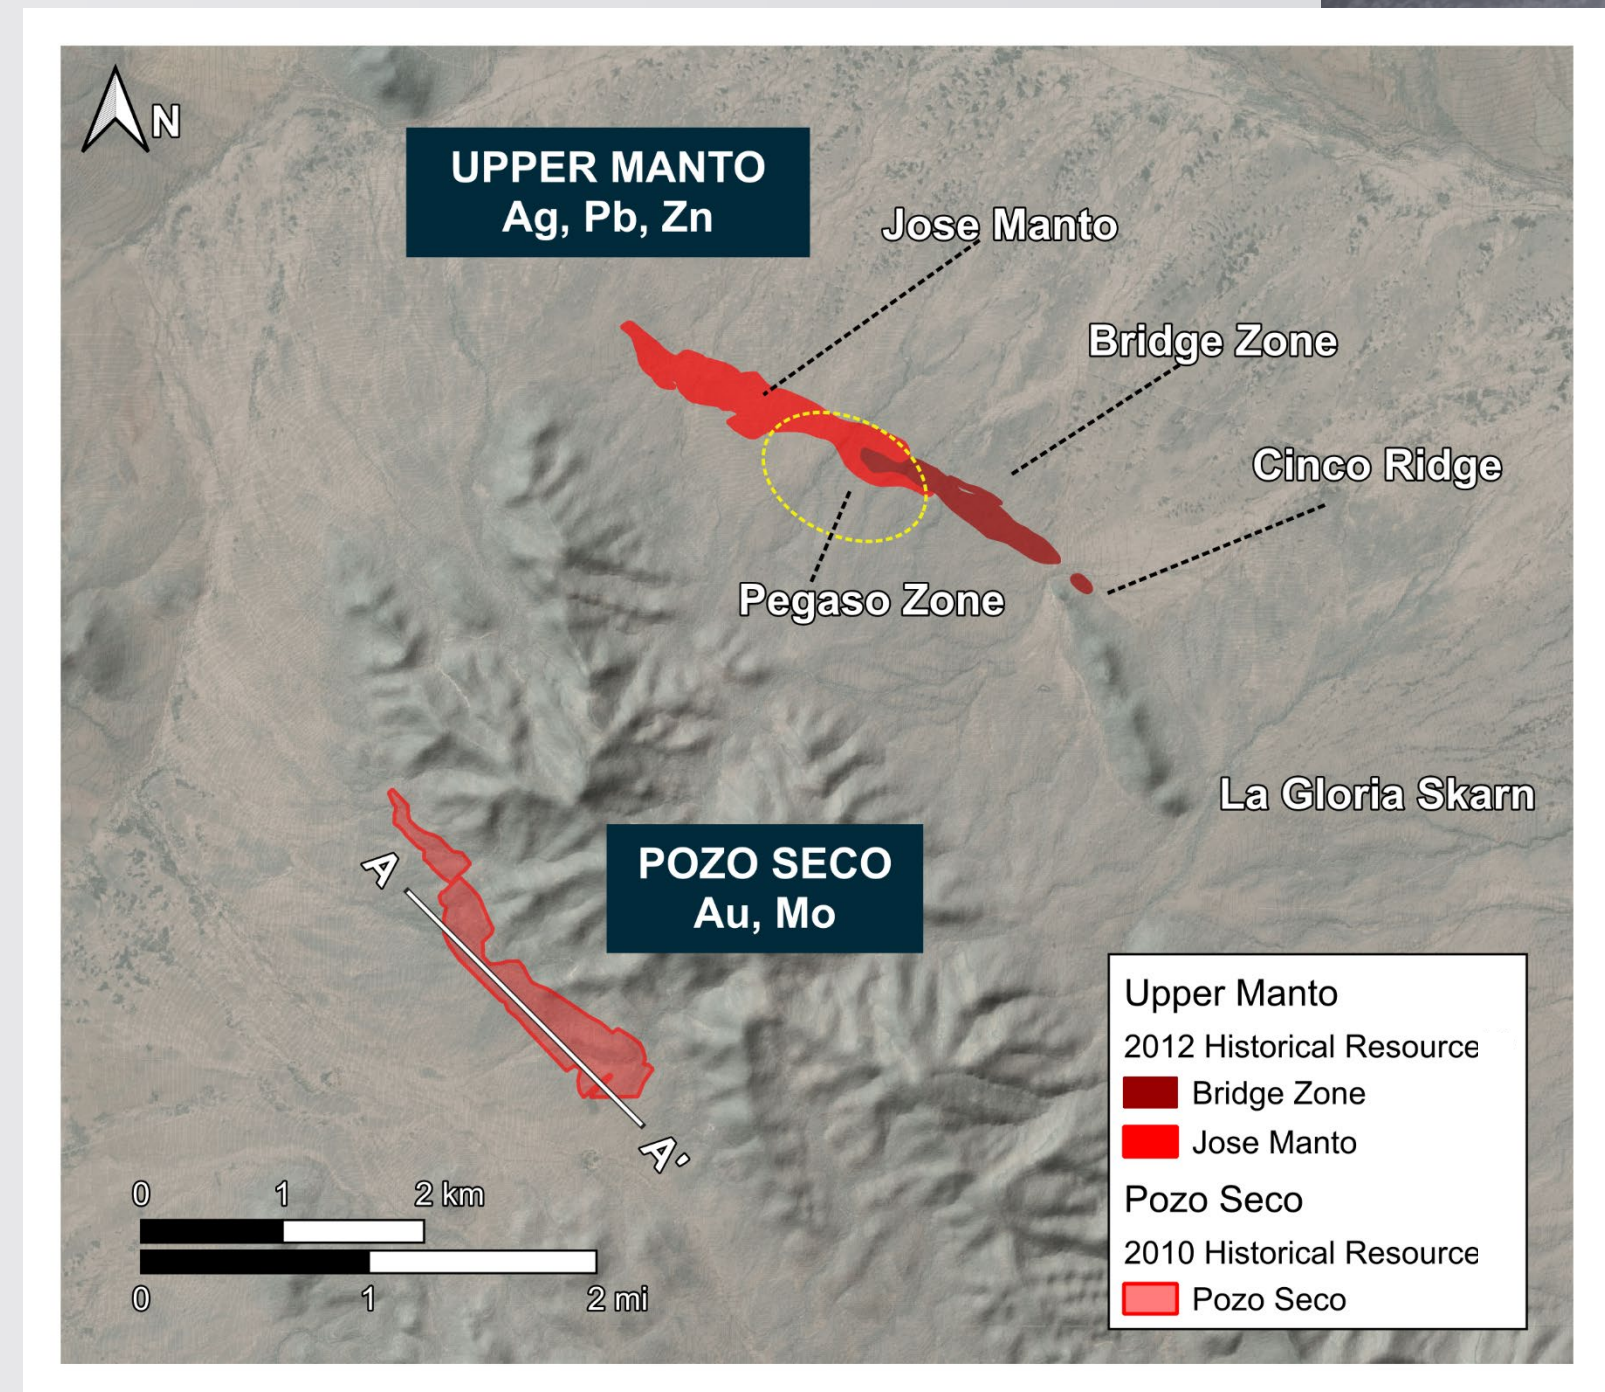 N
UPPER MANTO
Ag, Pb, Zn
Jose Manto
Bridge Zone
Cinco Ridge
Pegaso Zone
La Gloria Skarn
POZO SECO
Au, Mo
A
A'
0 1 2 km
0 1 2 mi
Upper Manto
2012 Historical Resource
Bridge Zone
Jose Manto
Pozo Seco
2010 Historical Resource
Pozo Seco